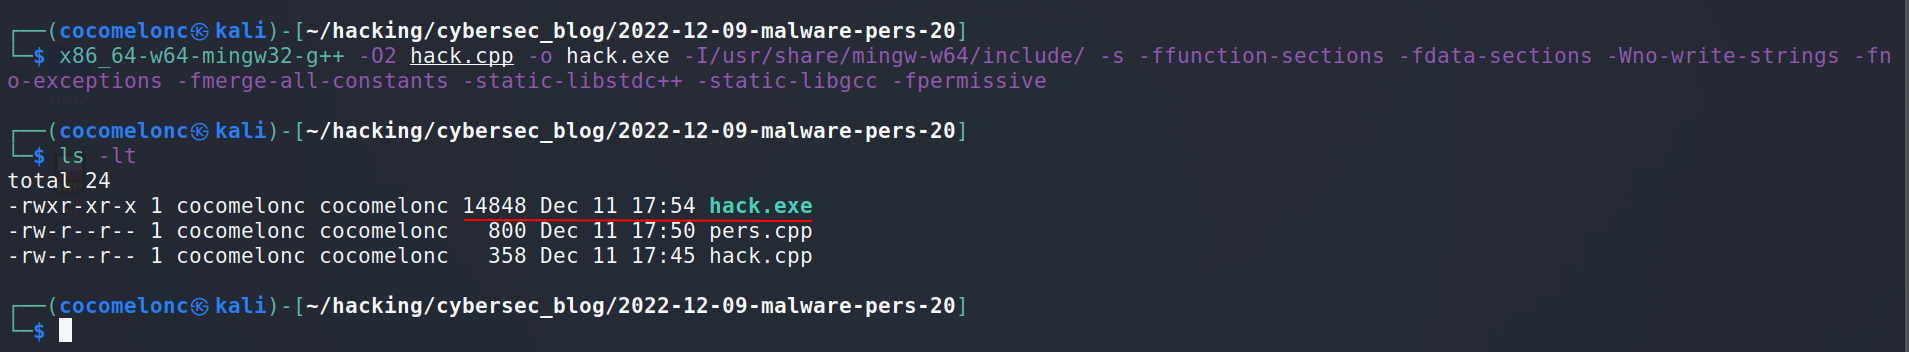 ┌──(cocomelonc㉿kali)-[~/hacking/cybersec_blog/2022-12-09-malware-pers-20]
└─$ x86_64-w64-mingw32-g++ -O2 hack.cpp -o hack.exe -I/usr/share/mingw-w64/include/ -s -ffunction-sections -fdata-sections -Wno-write-strings -fn
o-exceptions -fmerge-all-constants -static-libstdc++ -static-libgcc -fpermissive
┌──(cocomelonc㉿kali)-[~/hacking/cybersec_blog/2022-12-09-malware-pers-20]
└─$ ls -lt
total 24
-rwxr-xr-x 1 cocomelonc cocomelonc 14848 Dec 11 17:54 hack.exe
-rw-r--r-- 1 cocomelonc cocomelonc   800 Dec 11 17:50 pers.cpp
-rw-r--r-- 1 cocomelonc cocomelonc   358 Dec 11 17:45 hack.cpp
┌──(cocomelonc㉿kali)-[~/hacking/cybersec_blog/2022-12-09-malware-pers-20]
└─$